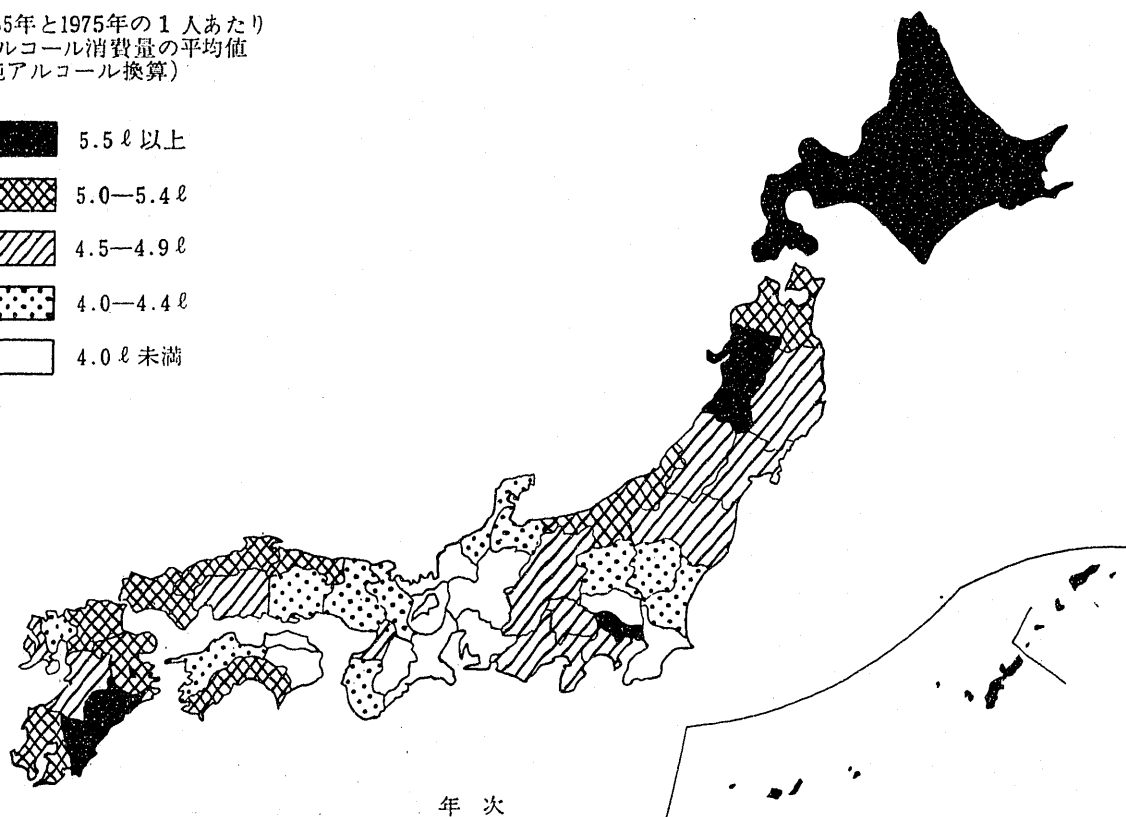 5年と1975年の1人あたり
ルコール消費量の平均値
アルコール換算)
5.5ℓ以上
5.0—5.4ℓ
4.5—4.9ℓ
4.0—4.4ℓ
4.0ℓ未満
年次